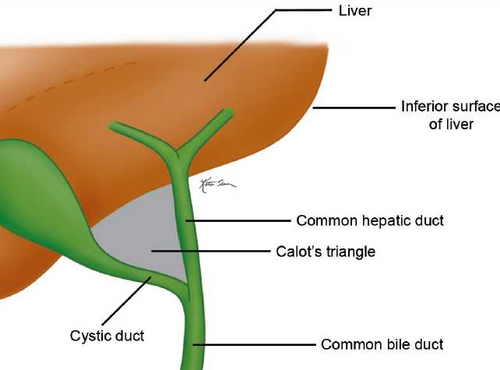 Liver
Inferior surface
of liver
Common hepatic duct
Calot's triangle
Cystic duct
Common bile duct